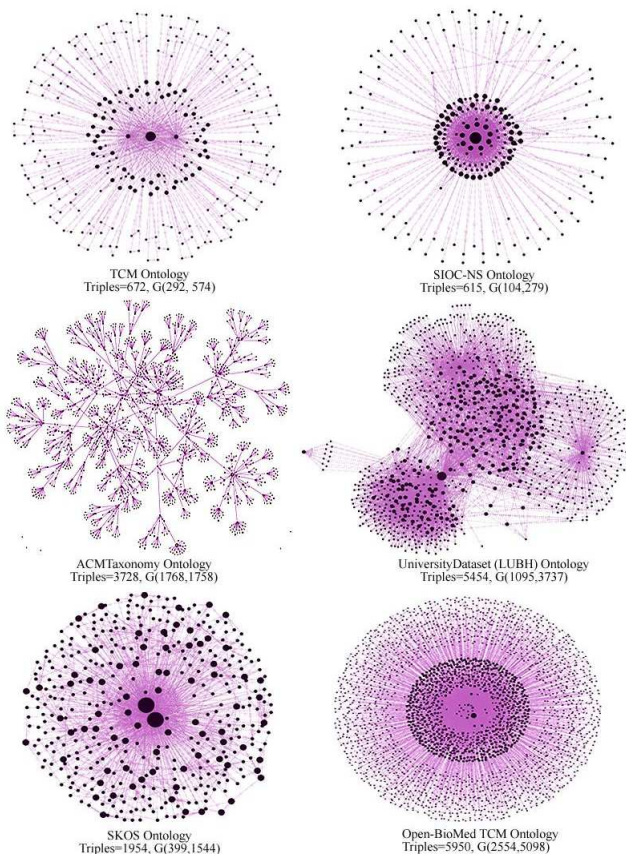 TCM Ontology
Triples=672, G(292, 574)
SIOC-NS Ontology
Triples=615, G(104,279)
ACMTaxonomy Ontology
Triples=3728, G(1768,1758)
UniversityDataset (LUBH) Ontology
Triples=5454, G(1095,3737)
SKOS Ontology
Triples=1954, G(399,1544)
Open-BioMed TCM Ontology
Triples=5950, G(2554,5098)